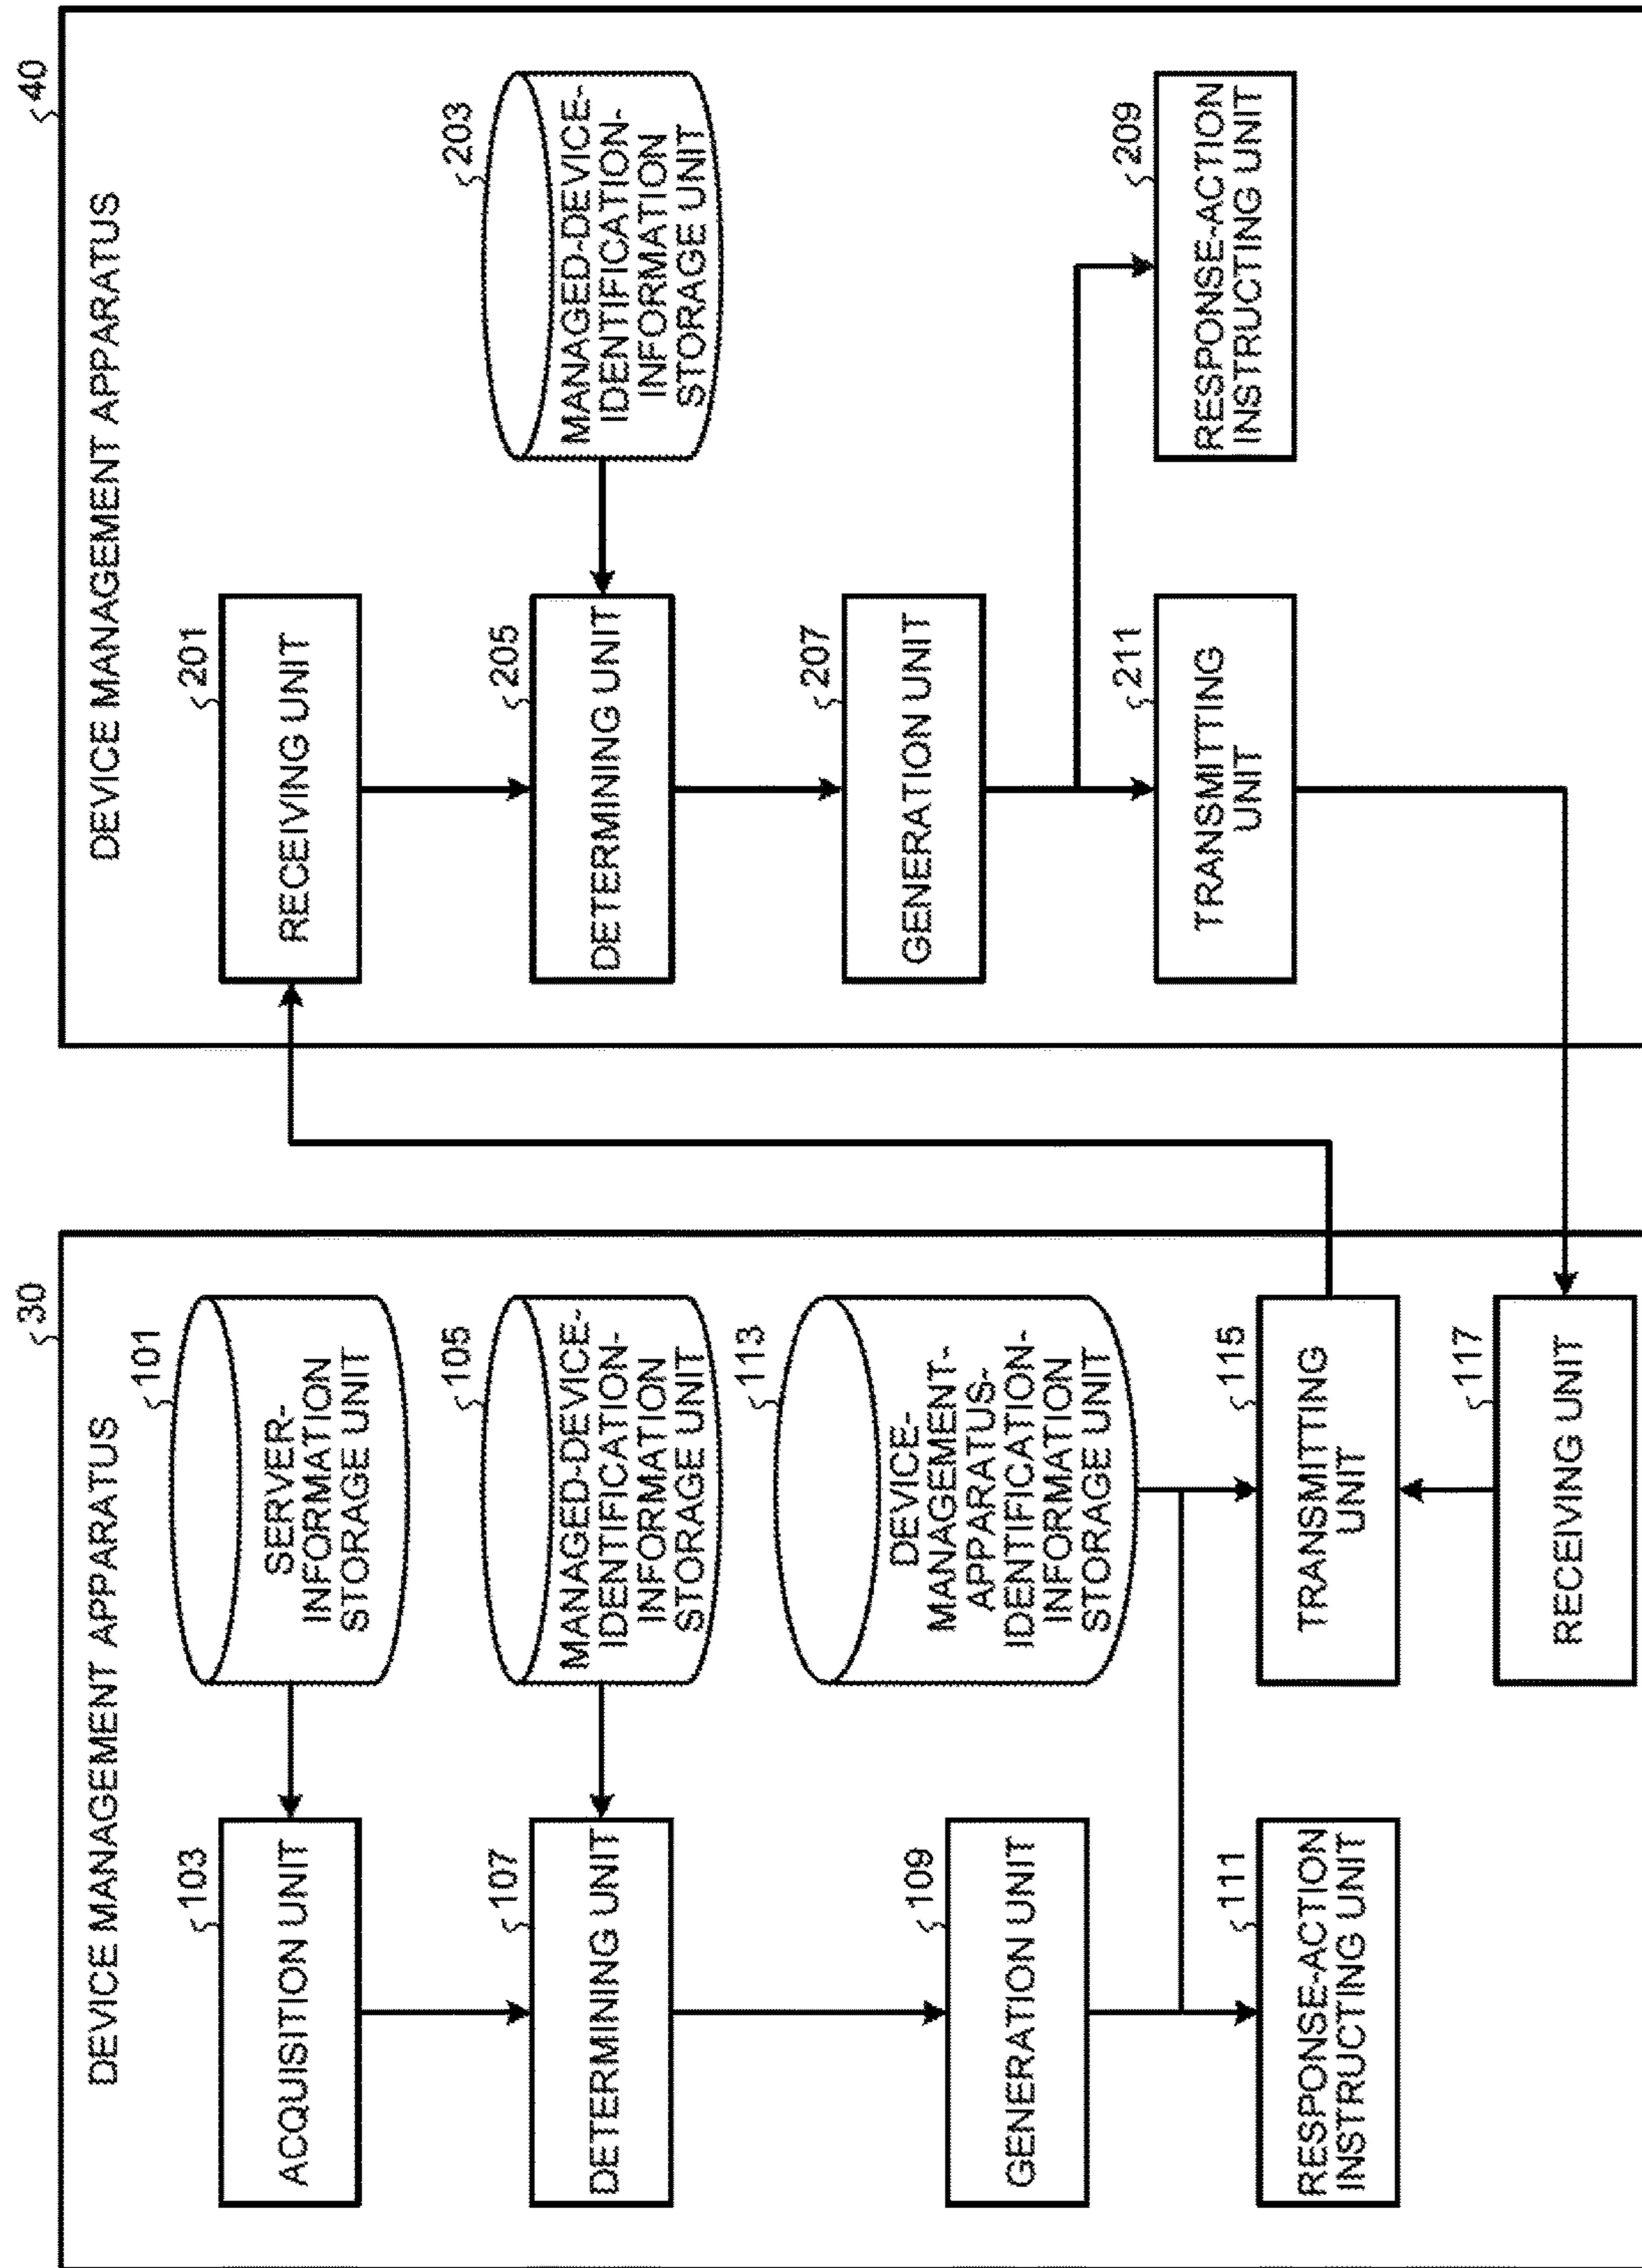 30
DEVICE MANAGEMENT APPARATUS
103
ACQUISITION UNIT
101
SERVER-
INFORMATION
STORAGE UNIT
107
DETERMINING UNIT
105
MANAGED-DEVICE-
IDENTIFICATION-
INFORMATION
STORAGE UNIT
109
GENERATION UNIT
113
DEVICE-
MANAGEMENT-
APPARATUS-
IDENTIFICATION-
INFORMATION
STORAGE UNIT
111
RESPONSE-ACTION
INSTRUCTING UNIT
115
TRANSMITTING
UNIT
117
RECEIVING UNIT
40
DEVICE MANAGEMENT APPARATUS
201
RECEIVING UNIT
205
DETERMINING UNIT
203
MANAGED-DEVICE-
IDENTIFICATION-
INFORMATION
STORAGE UNIT
207
GENERATION UNIT
211
TRANSMITTING
UNIT
209
RESPONSE-ACTION
INSTRUCTING UNIT